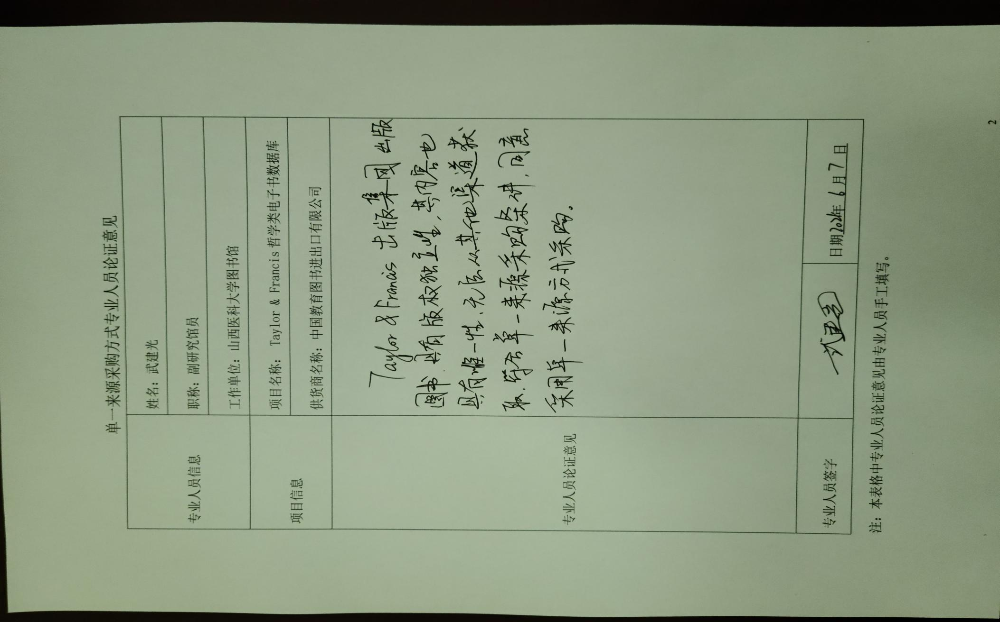 单一来源采购方式专业人员论证意见
专业人员信息
姓名：武建光
职称：副研究馆员
工作单位：山西医科大学图书馆
项目信息
项目名称： Taylor & Francis 哲学类电子书数据库
供货商名称：中国教育图书进出口有限公司
专业人员论证意见
Taylor & Francis 出版集团出版
图书.具有版权独立性,其内容也
具有唯一性、无法从其他渠道获
取.符合单一来源采购条件,同意
采用单一来源方式采购。
专业人员签字
武建光
日期2024年6月7日
注：本表格中专业人员论证意见由专业人员手工填写。
2